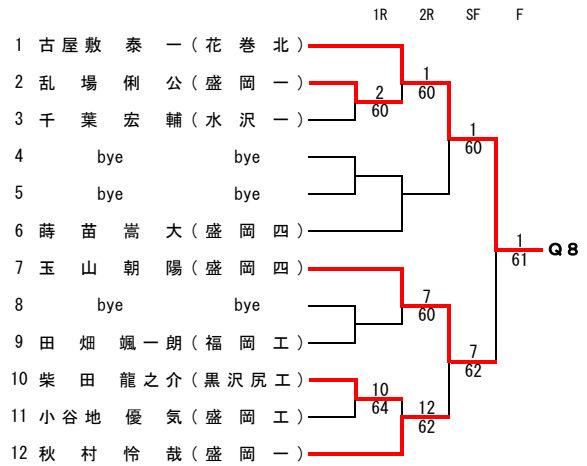 1R 2R SF F
1 古屋敷 泰一(花巻北)
2 乱場 俐公(盛岡一)
3 千葉宏輔(水沢一)
4 bye bye
5 bye bye
6 蒔苗嵩大(盛岡四)
7 玉山朝陽(盛岡四)
8 bye bye
9 田畑颯一朗(福岡工)
10 柴田龍之介(黒沢尻工)
11 小谷地優気(盛岡工)
12 秋村怜哉(盛岡一)
2
60
10
64
1
60
7
60
12
62
1
60
7
62
1
61
Q8